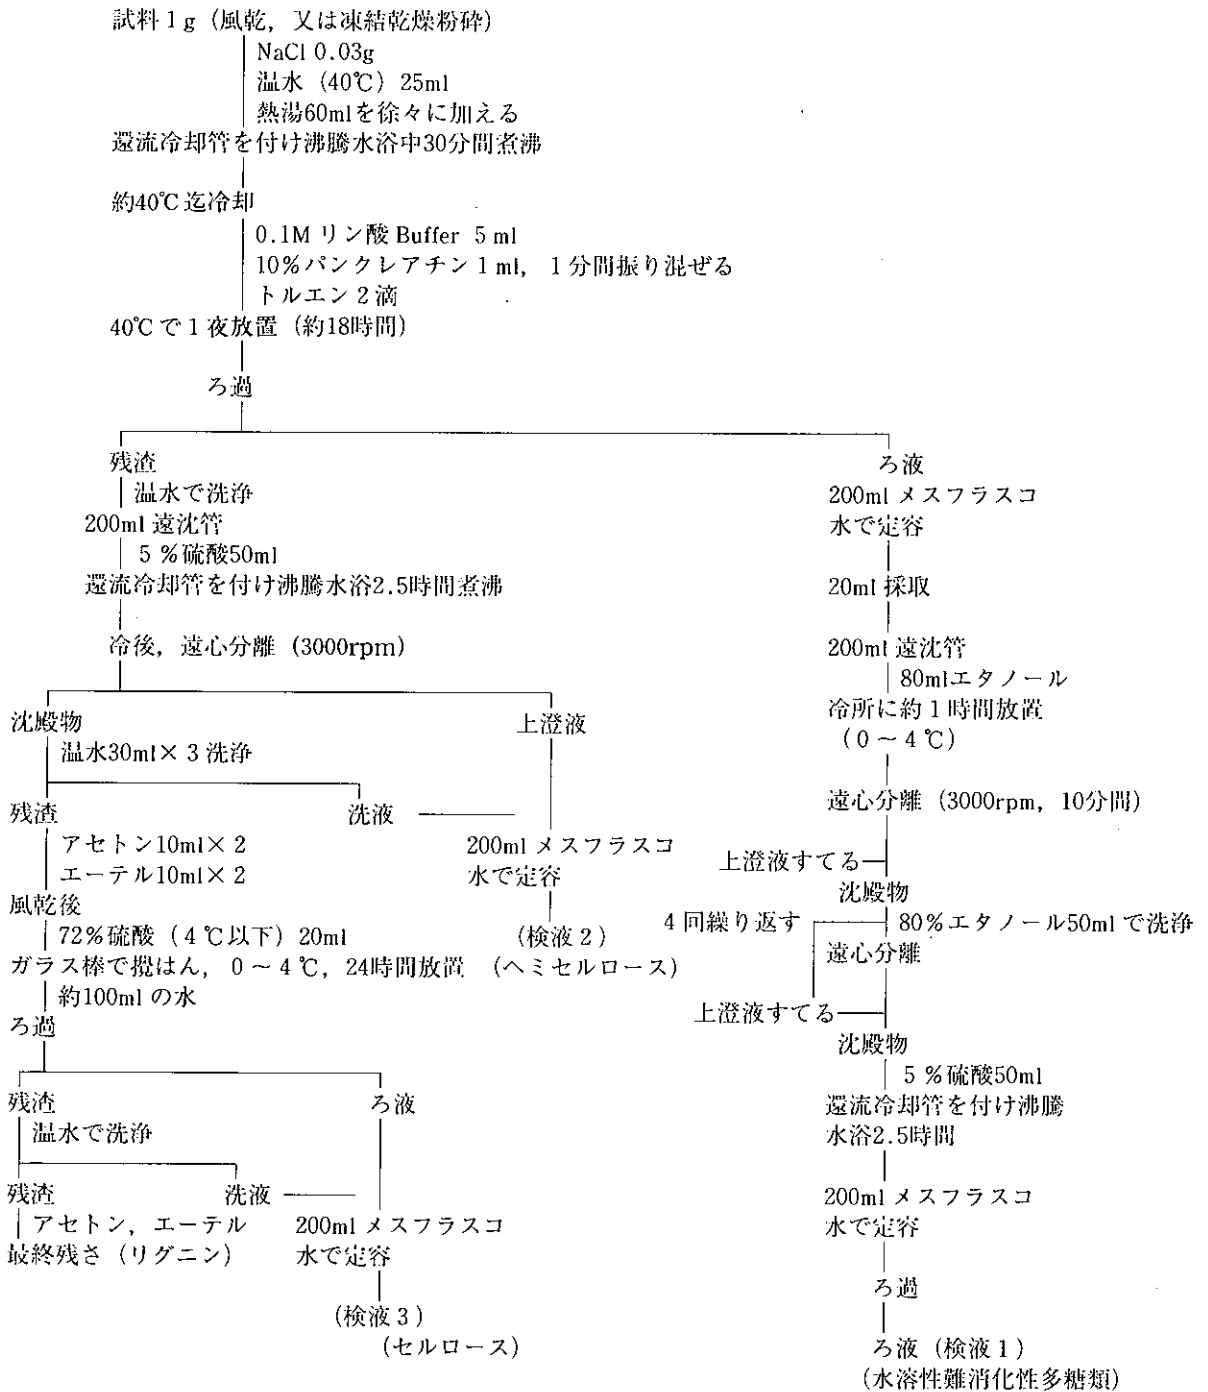 試料1g（風乾，又は凍結乾燥粉砕）
NaCl 0.03g
温水（40℃）25ml
熱湯60mlを徐々に加える
還流冷却管を付け沸騰水浴中30分間煮沸
約40℃迄冷却
0.1M リン酸 Buffer 5ml
10%パンクレアチン1ml，1分間振り混ぜる
トルエン2滴
40℃で1夜放置（約18時間）
ろ過
残渣
温水で洗浄
200ml 遠沈管
5%硫酸50ml
還流冷却管を付け沸騰水浴2.5時間煮沸
冷後，遠心分離（3000rpm）
沈殿物
上澄液
温水30ml×3洗浄
残渣
洗液
アセトン10ml×2
エーテル10ml×2
200ml メスフラスコ
水で定容
風乾後
72%硫酸（4℃以下）20ml
（検液2）
ガラス棒で攪はん，0～4℃，24時間放置
（ヘミセルロース）
約100ml の水
ろ過
残渣
ろ液
温水で洗浄
残渣
洗液
アセトン，エーテル
200ml メスフラスコ
最終残さ（リグニン）
水で定容
（検液3）
（セルロース）
ろ液
200ml メスフラスコ
水で定容
20ml 採取
200ml 遠沈管
80mlエタノール
冷所に約1時間放置
（0～4℃）
遠心分離（3000rpm，10分間）
上澄液すてる
沈殿物
4回繰り返す
80%エタノール50mlで洗浄
遠心分離
上澄液すてる
沈殿物
5%硫酸50ml
還流冷却管を付け沸騰
水浴2.5時間
200ml メスフラスコ
水で定容
ろ過
ろ液（検液1）
（水溶性難消化性多糖類）